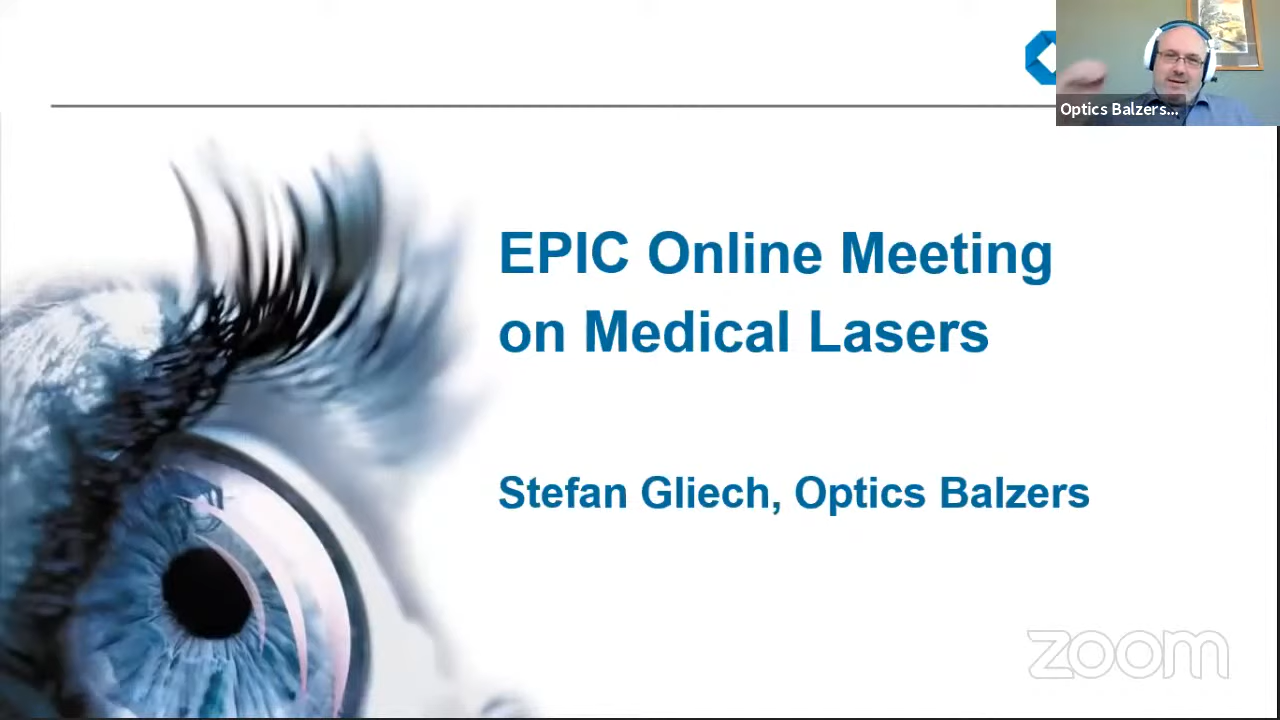 Optics Balzers...
EPIC Online Meeting
on Medical Lasers
Stefan Gliech, Optics Balzers
zoom